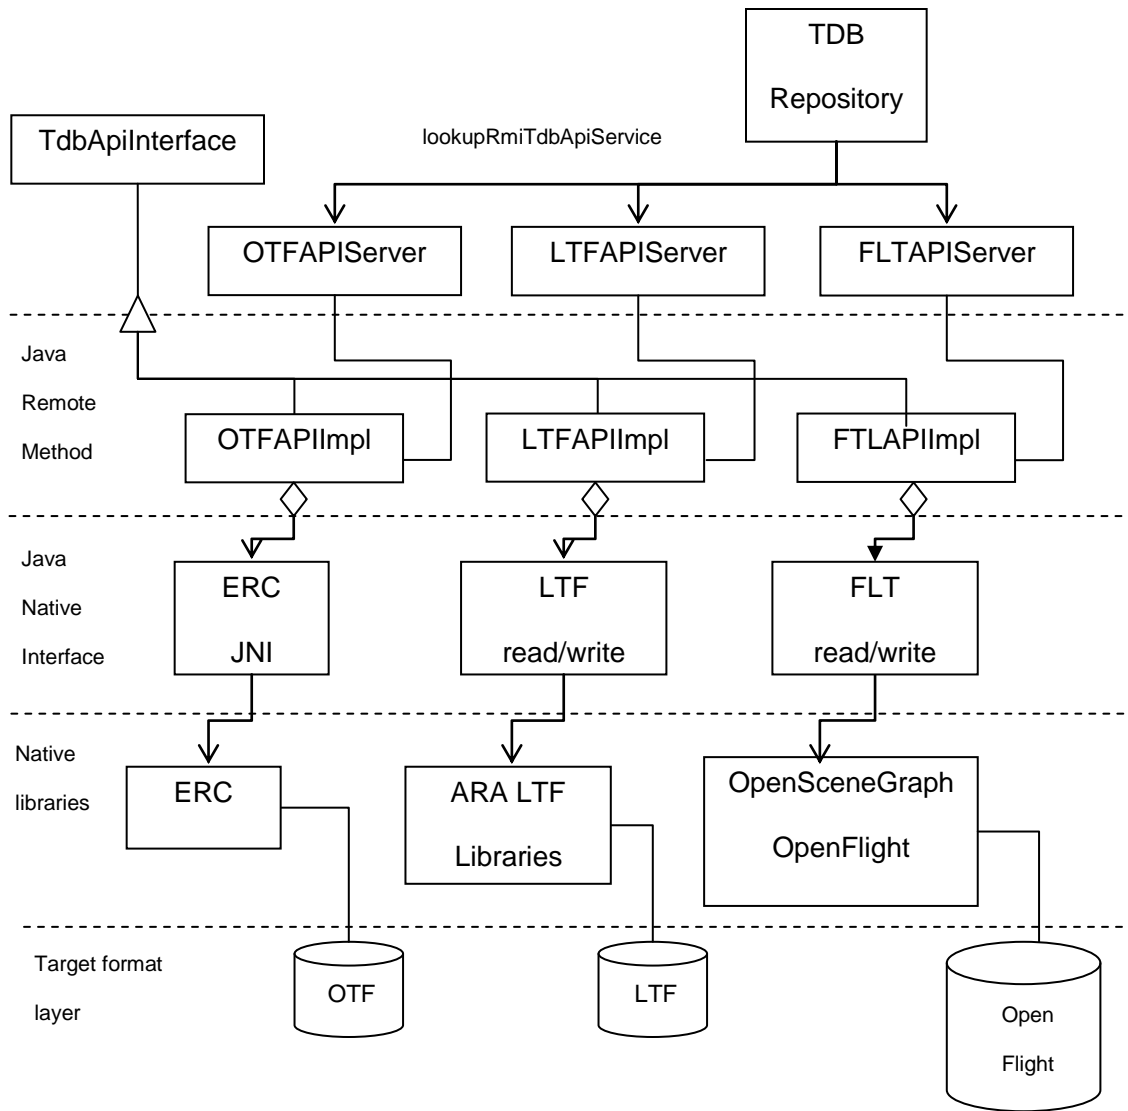 TDB
Repository
TdbApiInterface
lookupRmiTdbApiService
OTFAPIServer
LTFAPIServer
FLTAPIServer
Java
Remote
Method
OTFAPIImpl
LTFAPIImpl
FTLAPIImpl
Java
Native
Interface
ERC
JNI
LTF
read/write
FLT
read/write
Native
libraries
ERC
ARA LTF
Libraries
OpenSceneGraph
OpenFlight
Target format
layer
OTF
LTF
Open
Flight